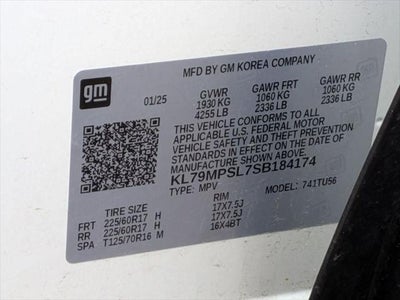 gm
MFD BY GM KOREA COMPANY
01/25 GVWR GAWR FRT GAWR RR
1930 KG 1060 KG 1060 KG
4255 LB 2336 LB 2336 LB
THIS VEHICLE CONFORMS TO ALL
APPLICABLE U.S. FEDERAL MOTOR
VEHICLE SAFETY STANDARDS IN
EFFECT ON THE DATE OF
MANUFACTURE SHOWN ABOVE.
KL79MPSL7SB184174
TYPE: MPV MODEL: 741TU56
TIRE SIZE RIM
FRT 225/60R17 H 17X7.5J
RR 225/60R17 H 17X7.5J
SPA T125/70R16 M 16X4BT